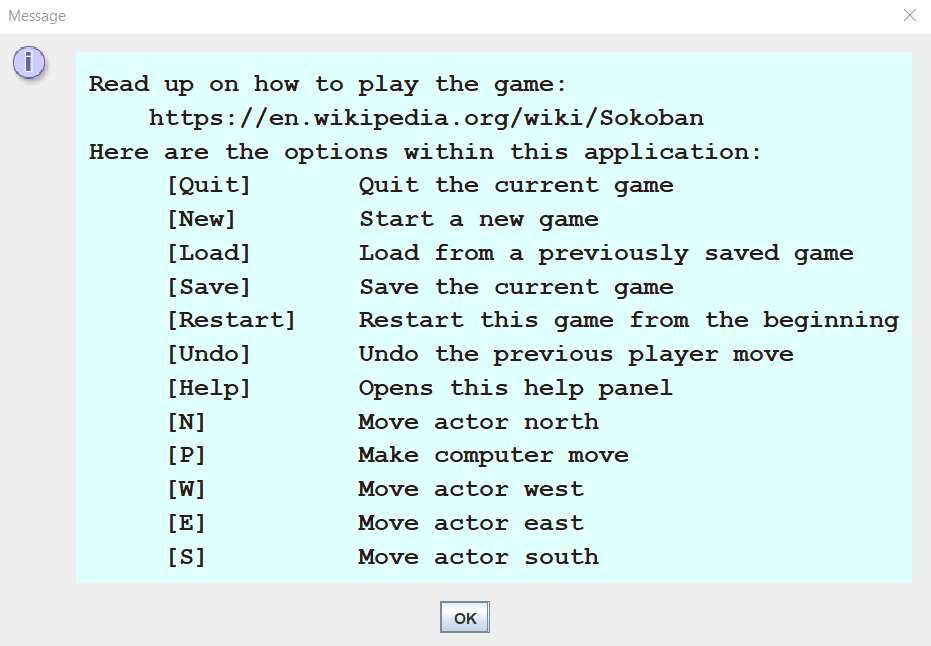 Message
Read up on how to play the game:
https://en.wikipedia.org/wiki/Sokoban
Here are the options within this application:
[Quit] Quit the current game
[New] Start a new game
[Load] Load from a previously saved game
[Save] Save the current game
[Restart] Restart this game from the beginning
[Undo] Undo the previous player move
[Help] Opens this help panel
[N] Move actor north
[P] Make computer move
[W] Move actor west
[E] Move actor east
[S] Move actor south
OK